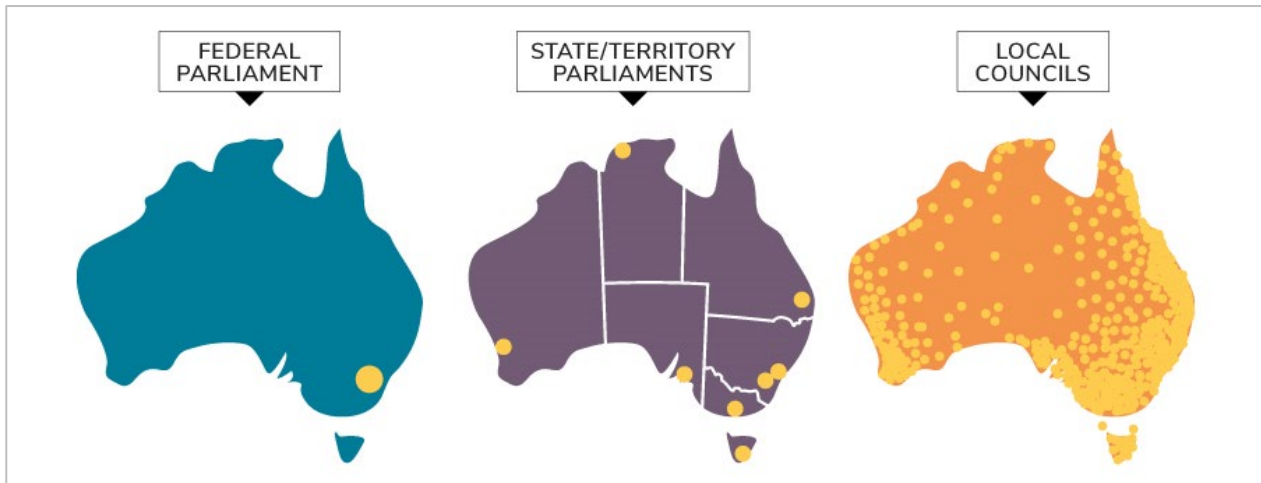 FEDERAL
PARLIAMENT
STATE/TERRITORY
PARLIAMENTS
LOCAL
COUNCILS